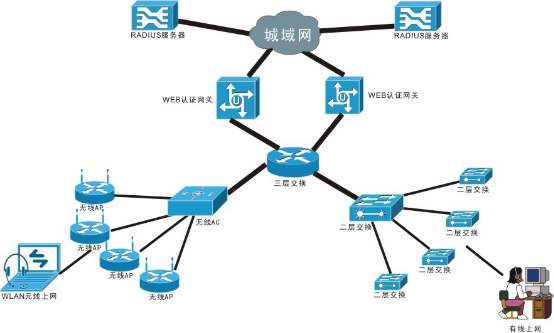 RADIUS服务器
城域网
RADIUS服务器
WEB认证网关
WEB认证网关
三层交换
二层交换
无线AP
无线AC
二层交换
二层交换
无线AP
无线AP
二层交换
WLAN无线上网
无线AP
二层交换
有线上网